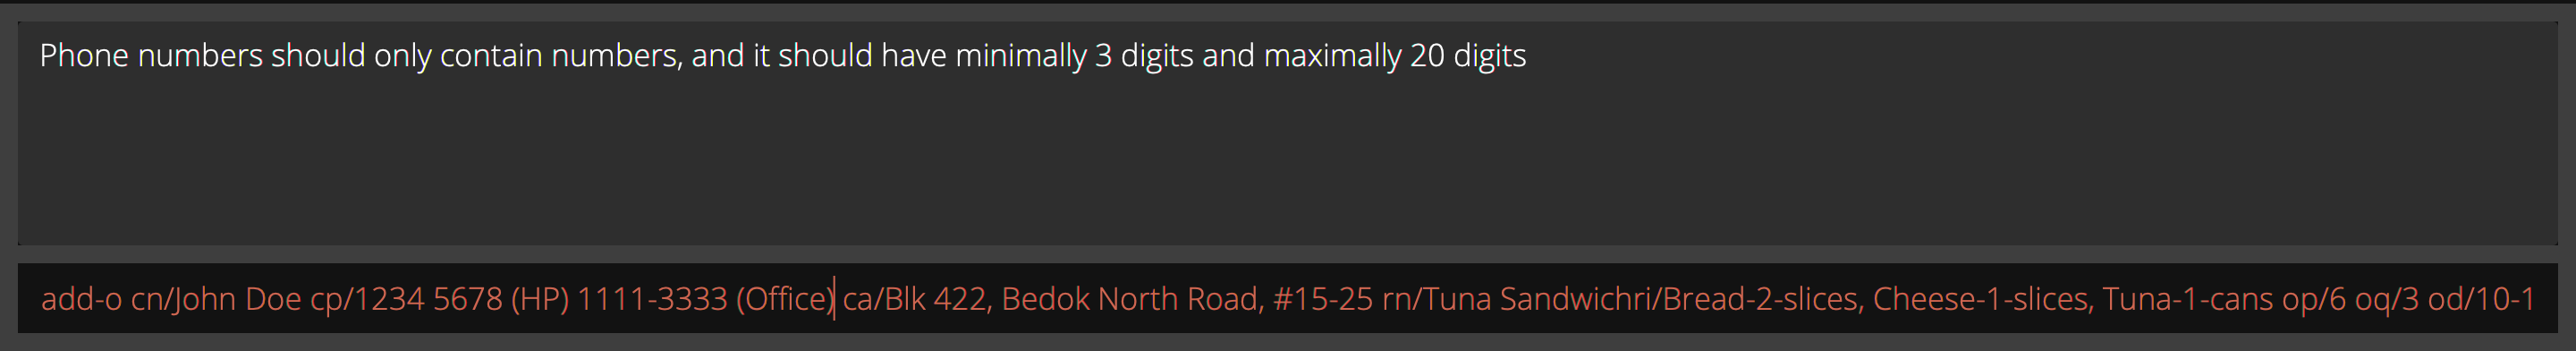 Phone numbers should only contain numbers, and it should have minimally 3 digits and maximally 20 digits
add-o cn/John Doe cp/1234 5678 (HP) 1111-3333 (Office) ca/Blk 422, Bedok North Road, #15-25 rn/Tuna Sandwichri/Bread-2-slices, Cheese-1-slices, Tuna-1-cans op/6 oq/3 od/10-1